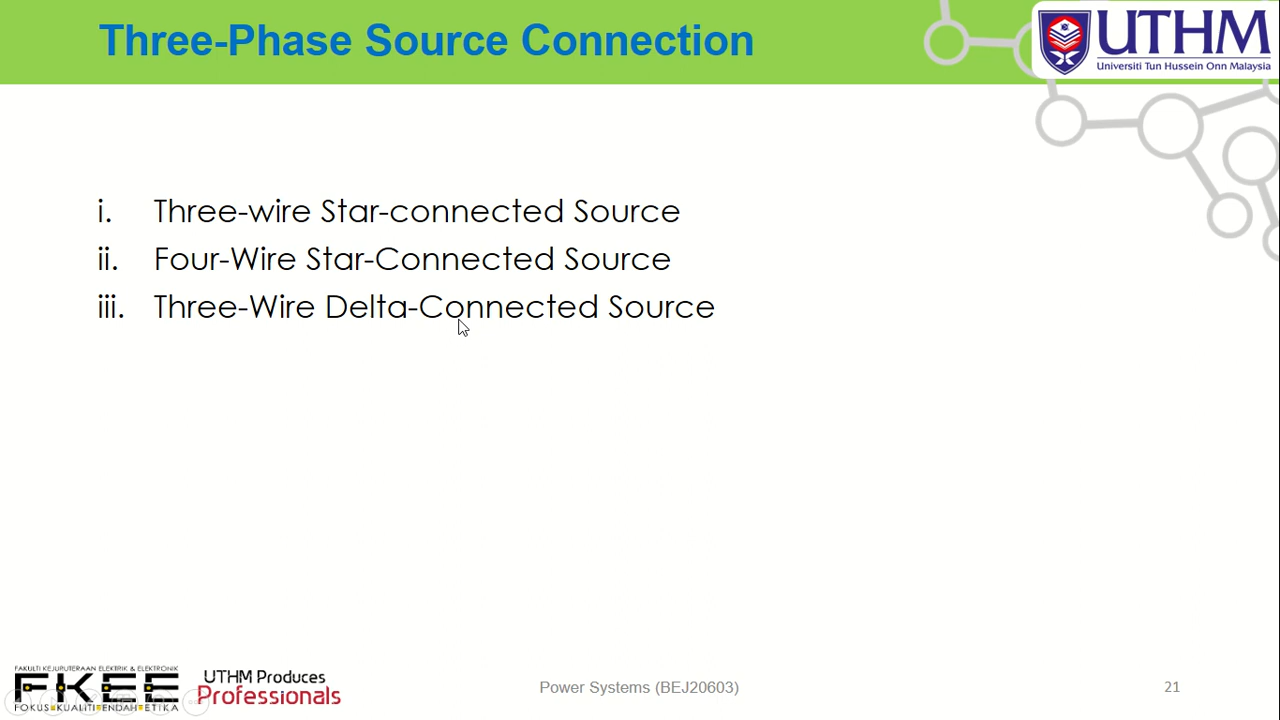 Three-Phase Source Connection
UTHM
Universiti Tun Hussein Onn Malaysia
i. Three-wire Star-connected Source
ii. Four-Wire Star-Connected Source
iii. Three-Wire Delta-Connected Source
FAKULTI KEJURUTERAAN ELEKTRIK & ELEKTRONIK
FKEE
FOKUS KUALITI ENDAH ETIKA
UTHM Produces
Professionals
Power Systems (BEJ20603)
21